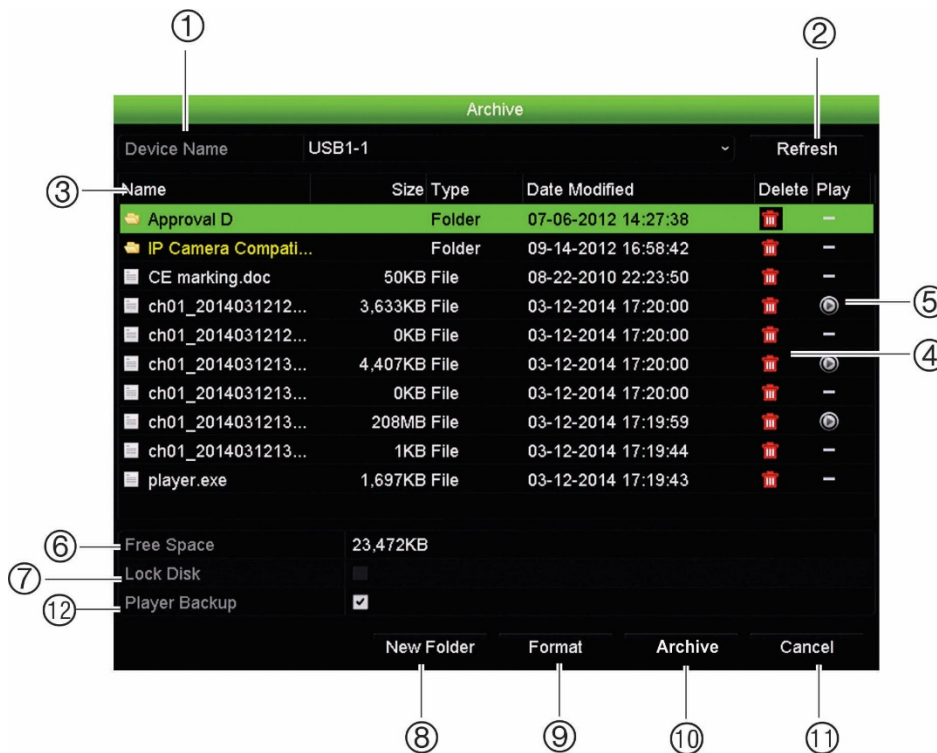 ① ②
Archive
Device Name USB1-1 Refresh
③ Name Size Type Date Modified Delete Play
Approval D Folder 07-06-2012 14:27:38 –
IP Camera Compati... Folder 09-14-2012 16:58:42 –
CE marking.doc 50KB File 08-22-2010 22:23:50 –
ch01_2014031212... 3,633KB File 03-12-2014 17:20:00 ⑤
ch01_2014031212... 0KB File 03-12-2014 17:20:00 –
④
ch01_2014031213... 4,407KB File 03-12-2014 17:20:00
ch01_2014031213... 0KB File 03-12-2014 17:20:00 –
ch01_2014031213... 208MB File 03-12-2014 17:19:59
ch01_2014031213... 1KB File 03-12-2014 17:19:44 –
player.exe 1,697KB File 03-12-2014 17:19:43 –
⑥ Free Space 23,472KB
⑦ Lock Disk
⑫ Player Backup
New Folder Format Archive Cancel
⑧ ⑨ ⑩ ⑪